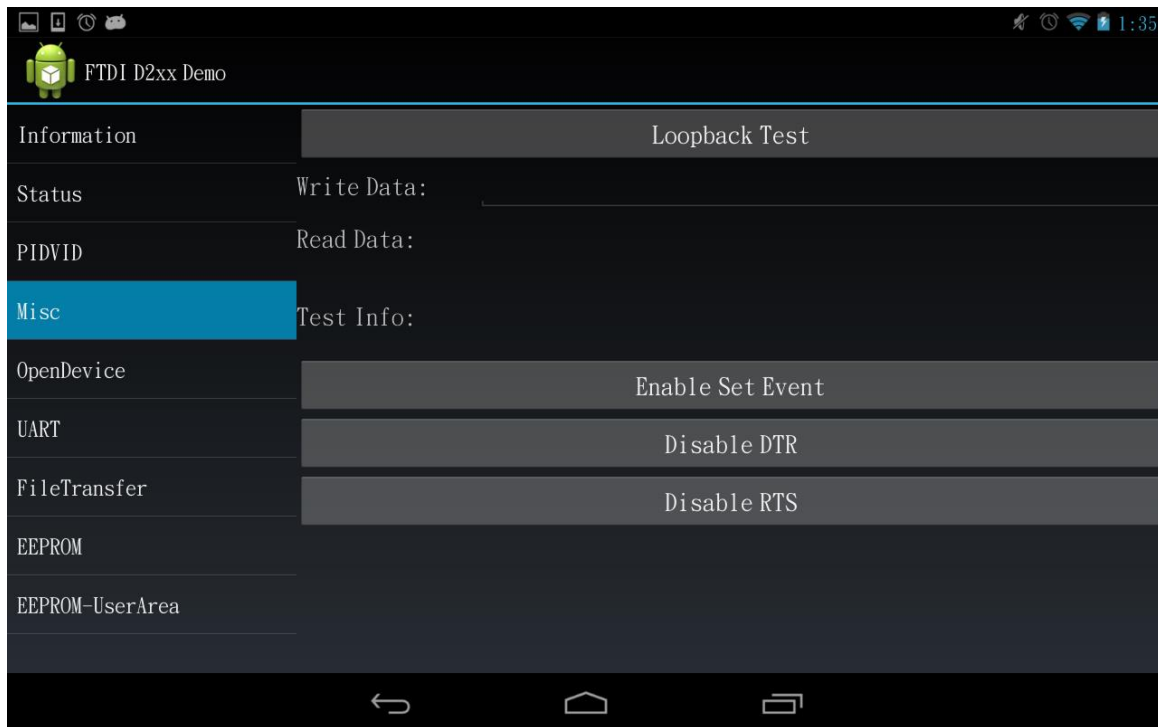 1:35
FTDI D2xx Demo
Information
Status
PIDVID
Misc
OpenDevice
UART
FileTransfer
EEPROM
EEPROM-UserArea
Loopback Test
Write Data:
Read Data:
Test Info:
Enable Set Event
Disable DTR
Disable RTS